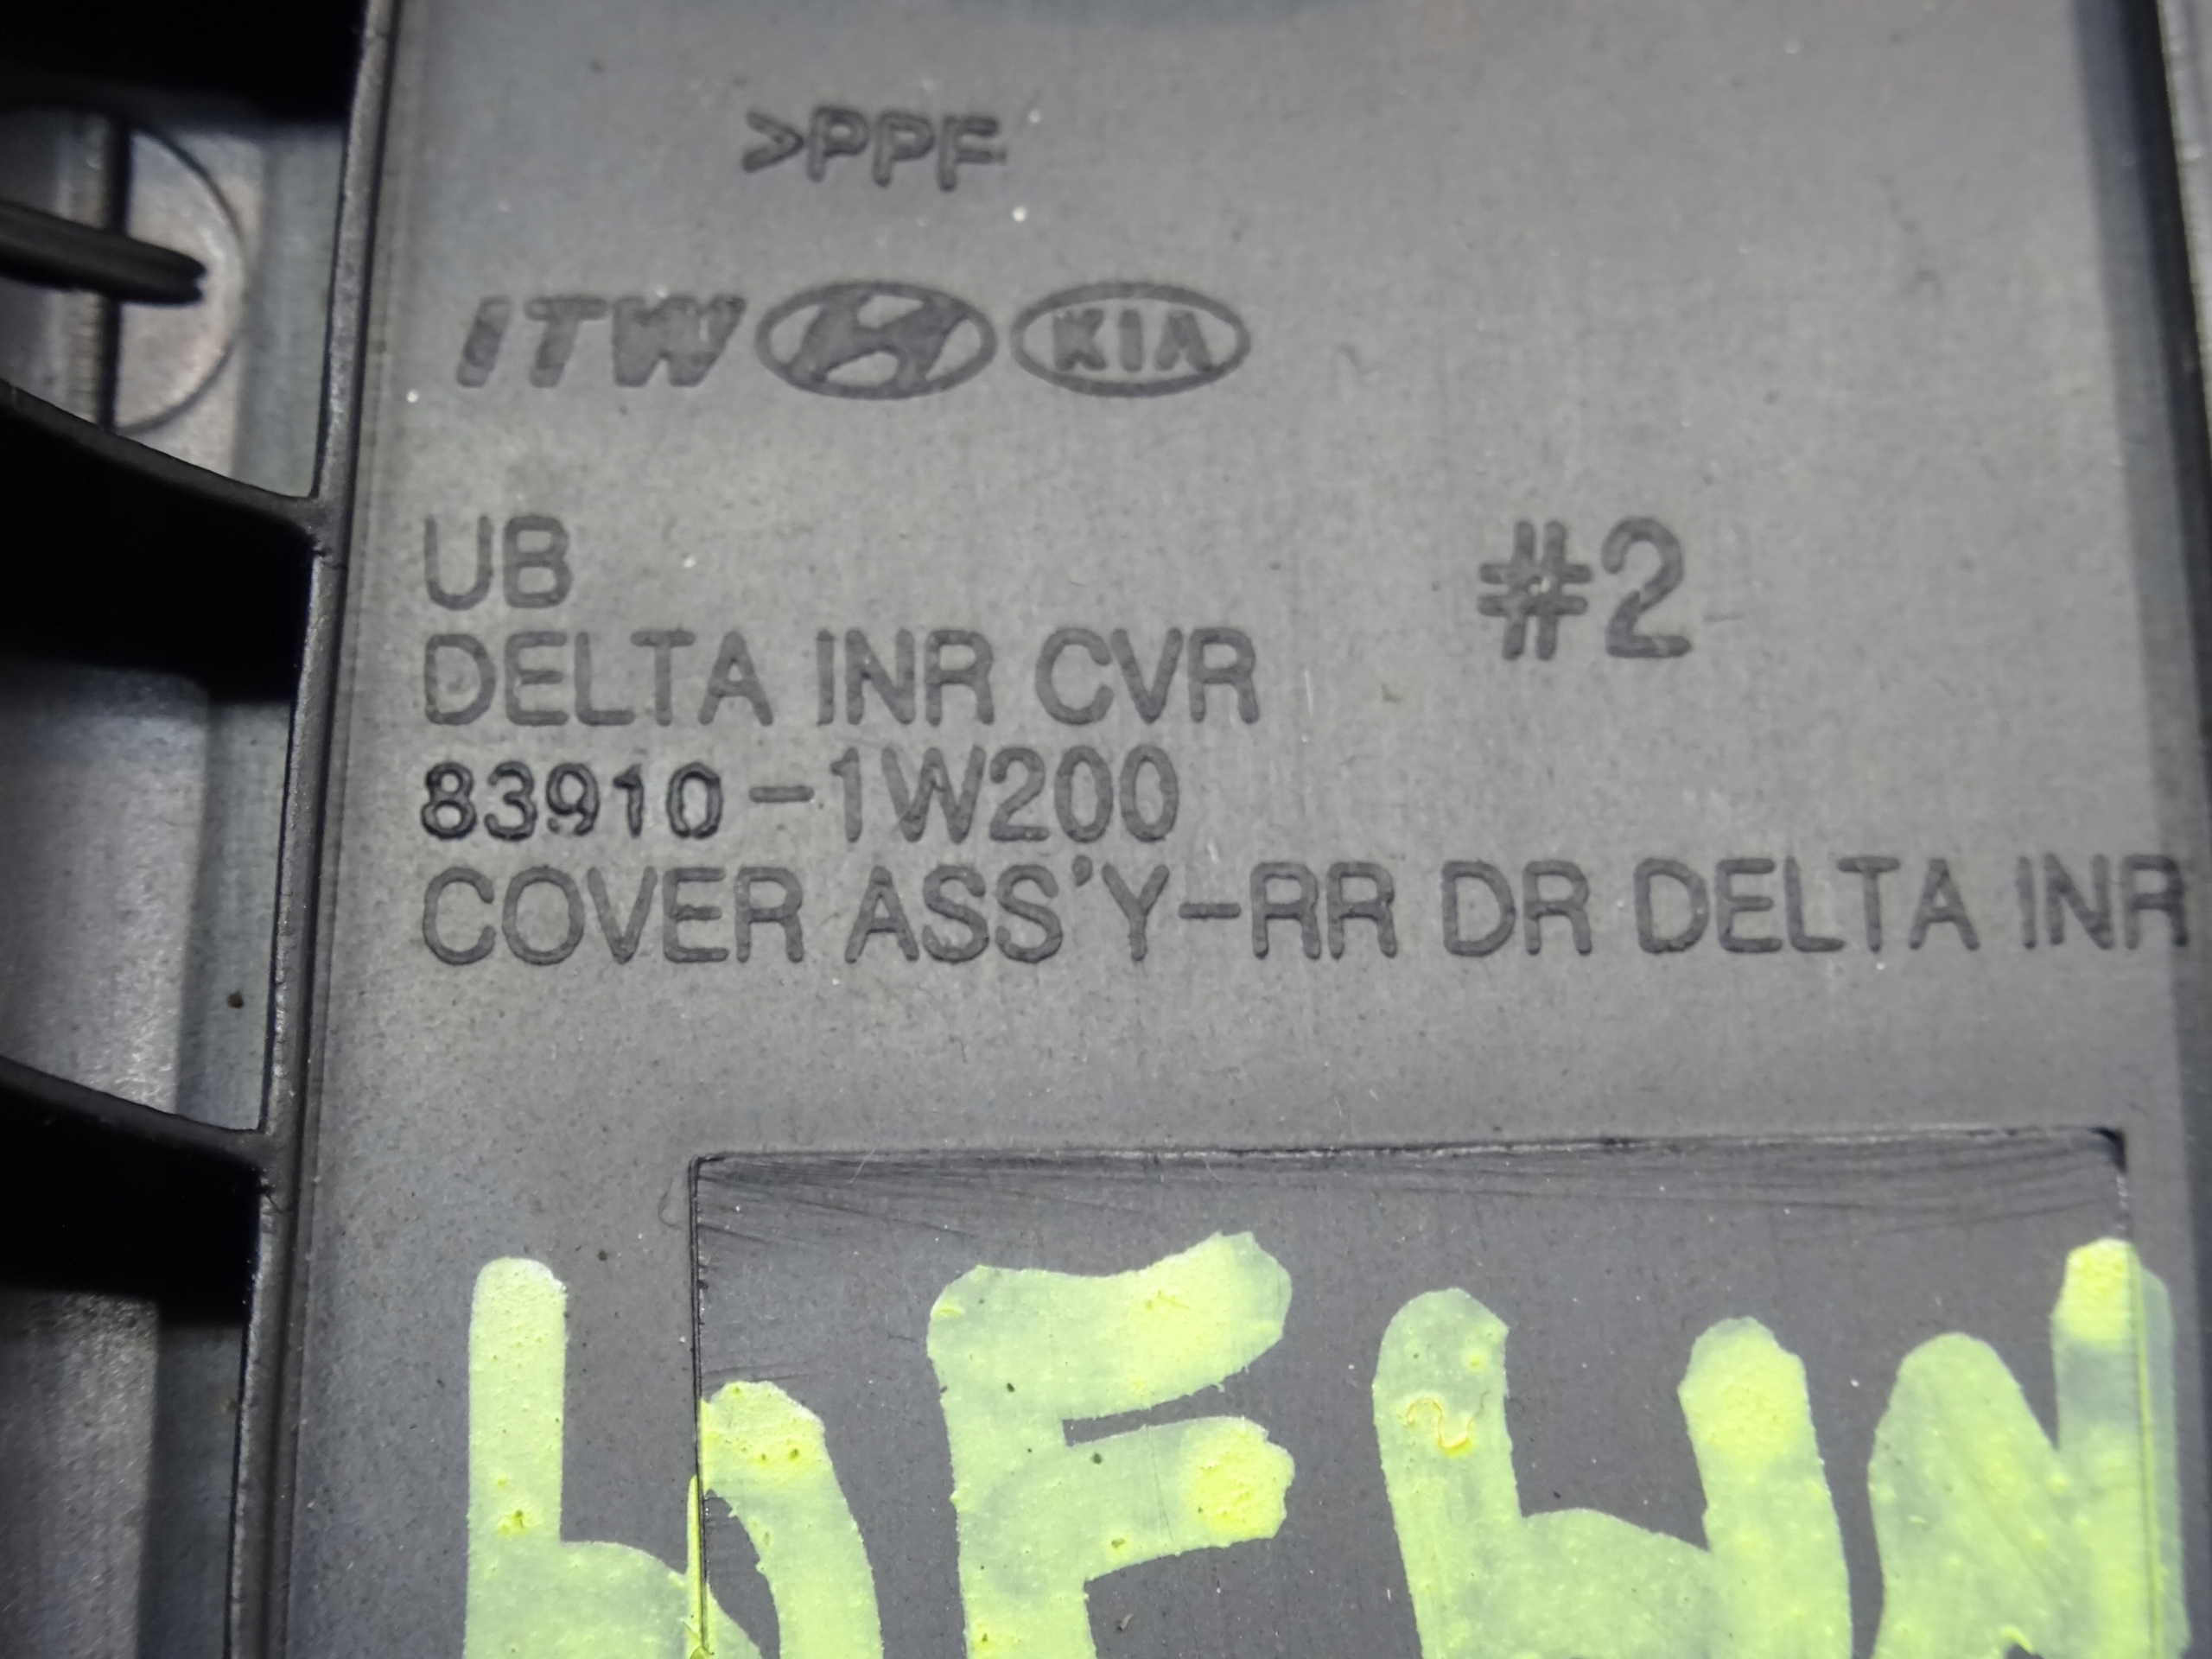 >PPF
ITW KIA
UB
#2
DELTA INR CVR
83910-1W200
COVER ASS'Y-RR DR DELTA INR